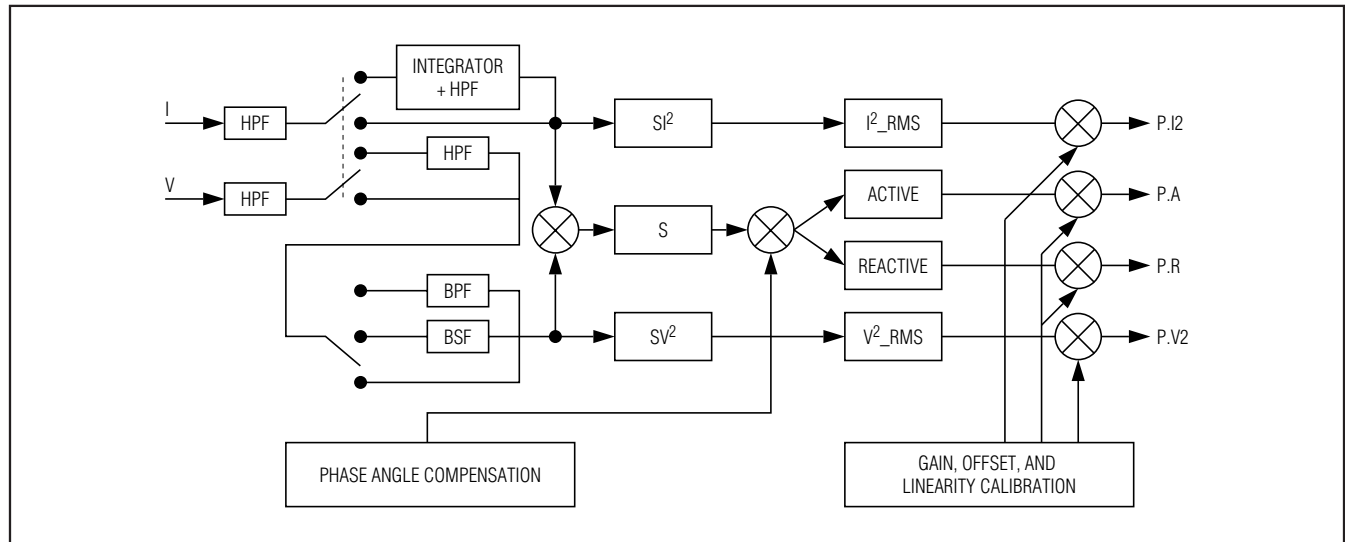 INTEGRATOR
+ HPF
I
HPF
SI²
I²_RMS
P.I2
HPF
V
HPF
ACTIVE
P.A
S
REACTIVE
P.R
BPF
BSF
SV²
V²_RMS
P.V2
PHASE ANGLE COMPENSATION
GAIN, OFFSET, AND
LINEARITY CALIBRATION